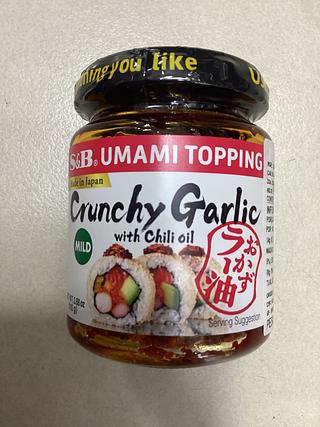 you like
S&B® UMAMI TOPPING
Made in Japan
Crunchy Garlic
with Chili oil
MILD
おかず
ラー油
Serving Suggestion